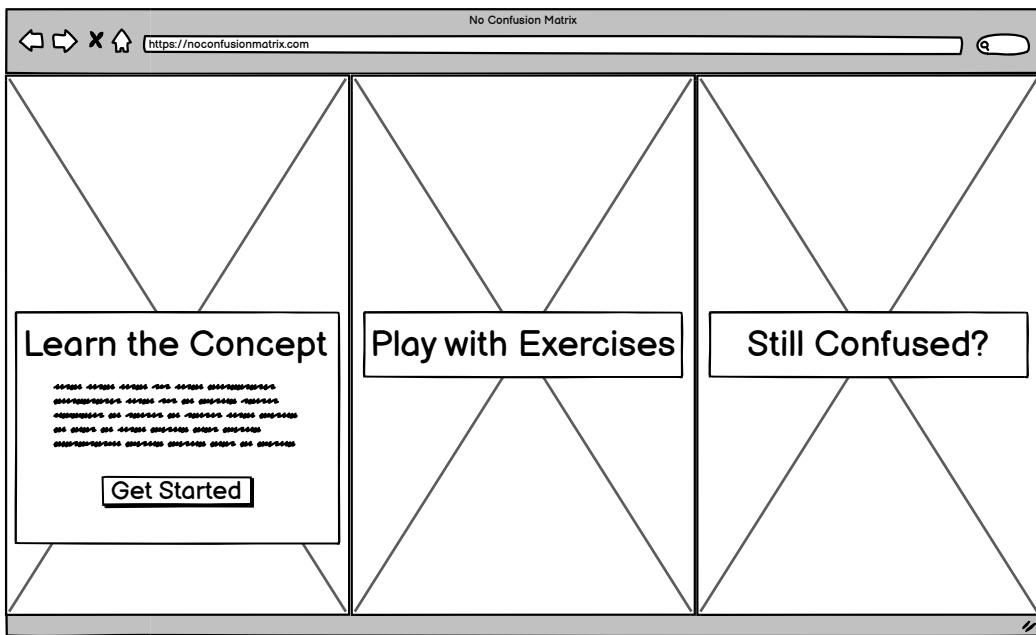 No Confusion Matrix
https://noconfusionmatrix.com
Learn the Concept
Get Started
Play with Exercises
Still Confused?